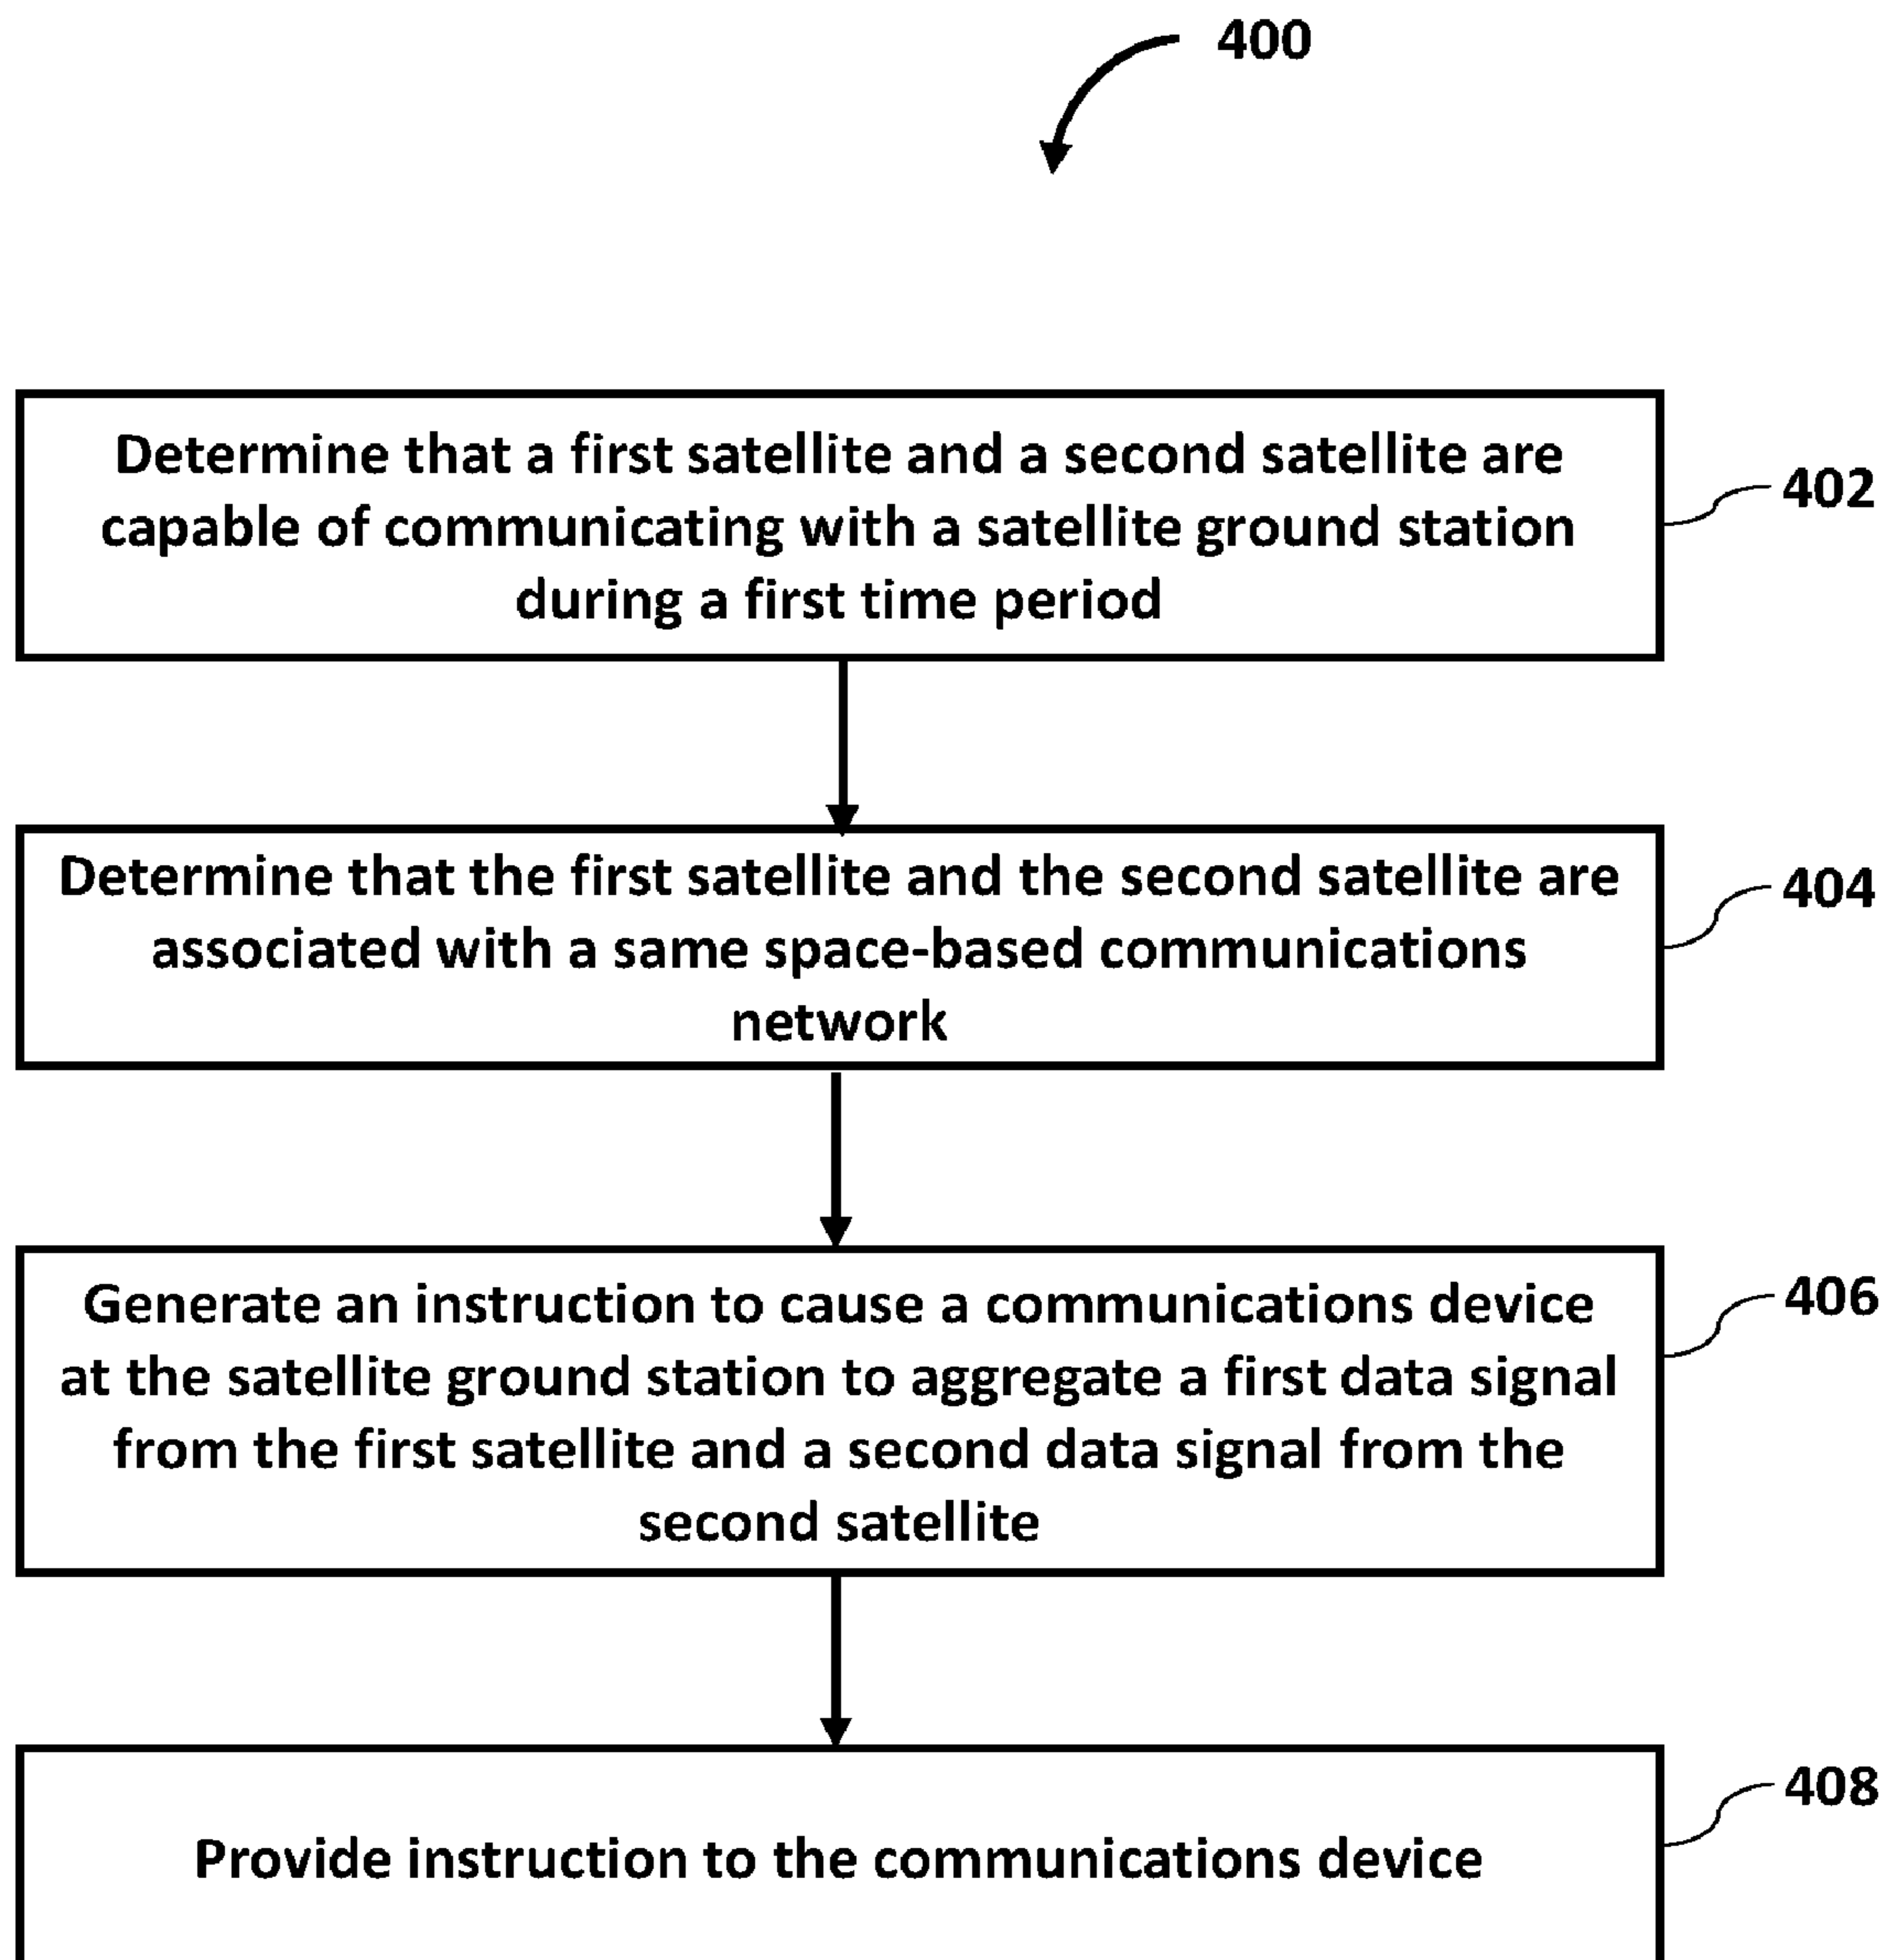 400
Determine that a first satellite and a second satellite are
capable of communicating with a satellite ground station
during a first time period
402
Determine that the first satellite and the second satellite are
associated with a same space-based communications
network
404
Generate an instruction to cause a communications device
at the satellite ground station to aggregate a first data signal
from the first satellite and a second data signal from the
second satellite
406
Provide instruction to the communications device
408